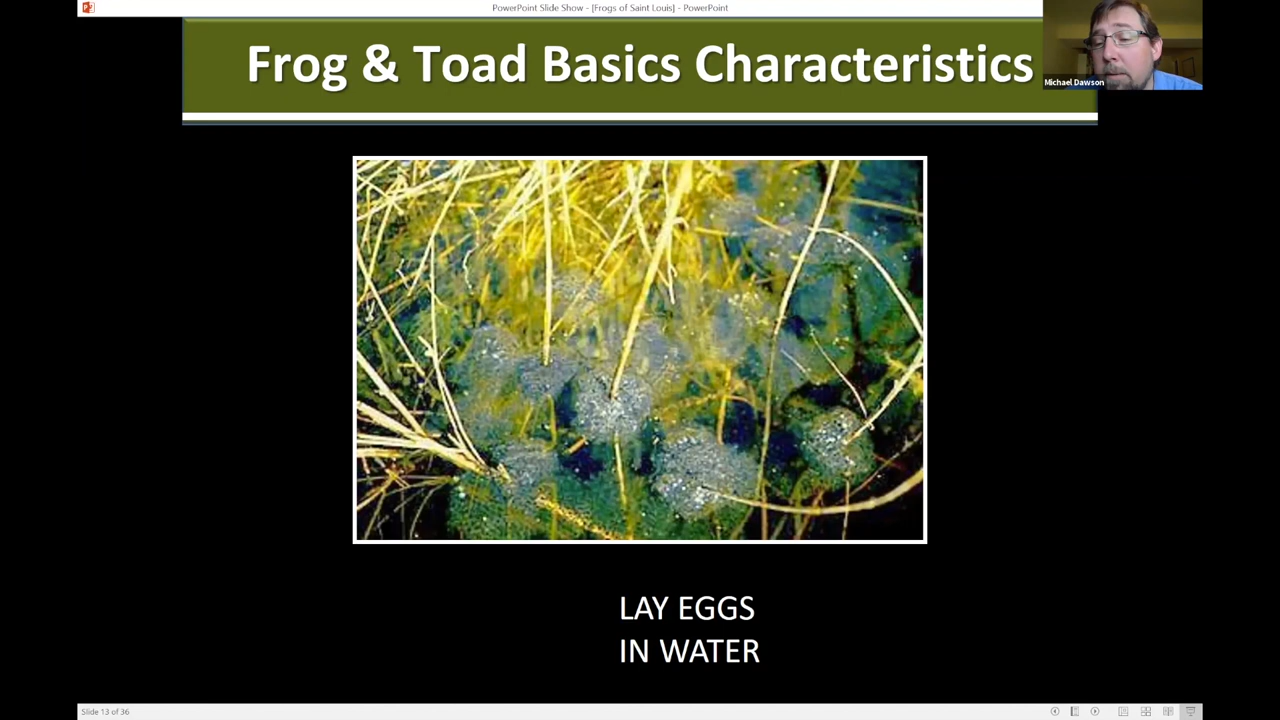 PowerPoint Slide Show - [Frogs of Saint Louis] - PowerPoint
Frog & Toad Basics Characteristics
Michael Dawson
LAY EGGS
IN WATER
Slide 13 of 36